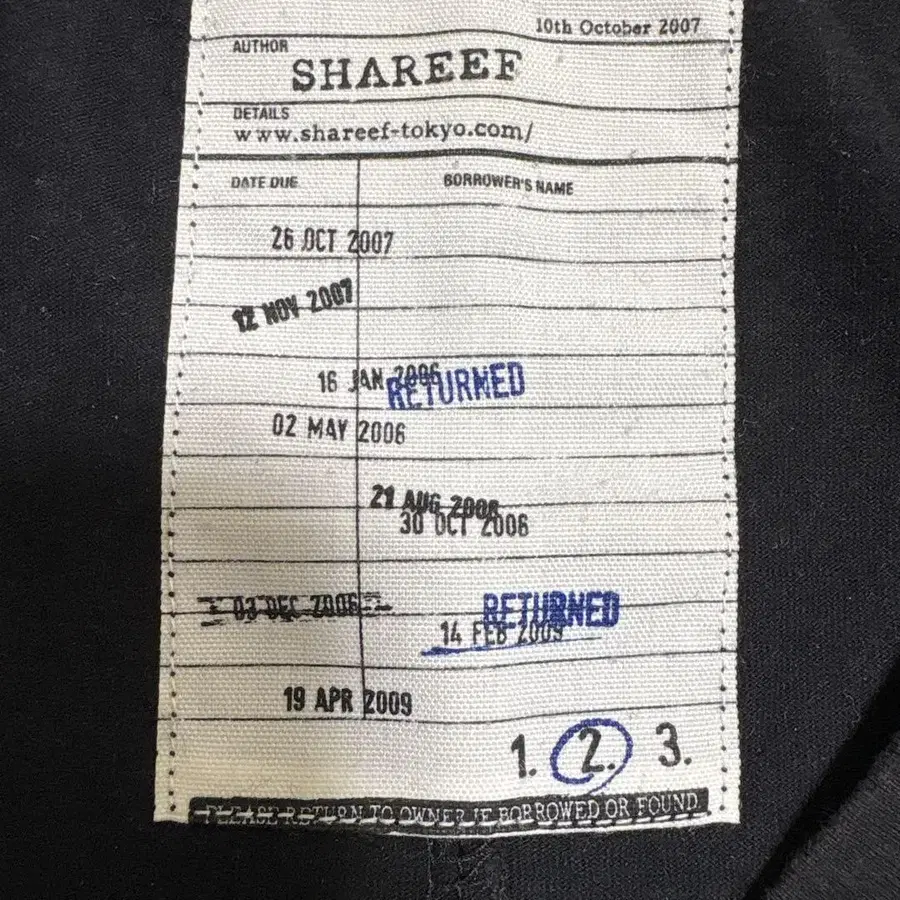 10th October 2007
AUTHOR
SHAREEF
DETAILS
www.shareef-tokyo.com/
DATE DUE BORROWER'S NAME
26 OCT 2007
12 NOV 2007
16 JAN 2006 RETURNED
02 MAY 2006
21 AUG 2006
30 OCT 2006
03 DEC 2006
RETURNED
14 FEB 2009
19 APR 2009
1. 2. 3.
PLEASE RETURN TO OWNER IF BORROWED OR FOUND